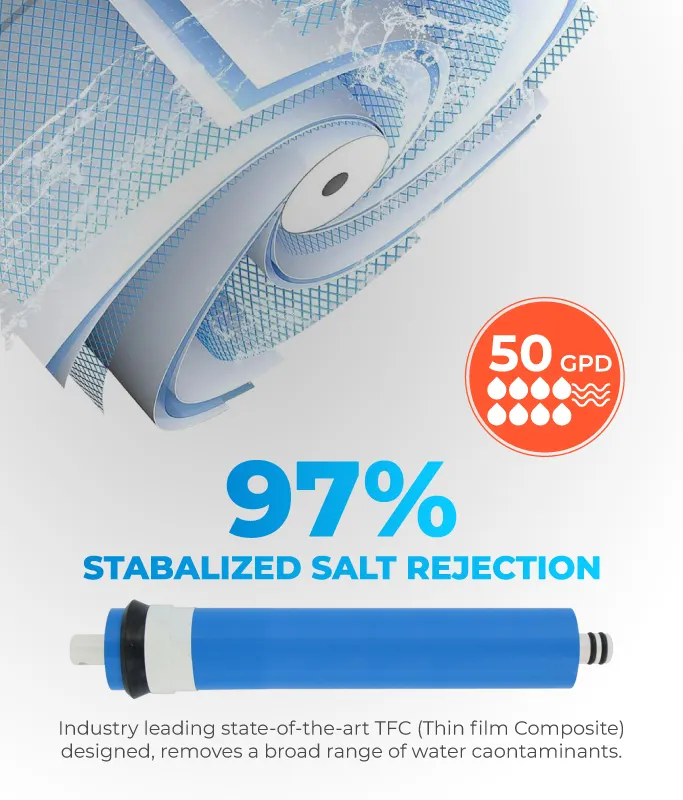 50 GPD
97%
STABALIZED SALT REJECTION
Industry leading state-of-the-art TFC (Thin film Composite)
designed, removes a broad range of water caontaminants.